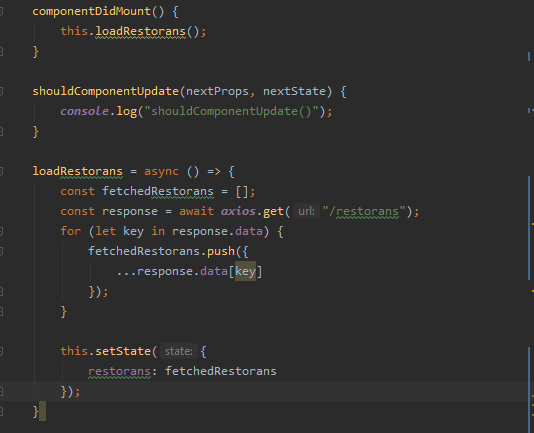 componentDidMount() {
this.loadRestorans();
}
shouldComponentUpdate(nextProps, nextState) {
console.log("shouldComponentUpdate()");
}
loadRestorans = async () => {
const fetchedRestorans = [];
const response = await axios.get( url: "/restorans");
for (let key in response.data) {
fetchedRestorans.push({
...response.data[key]
});
}
this.setState( state: {
restorans: fetchedRestorans
});
}